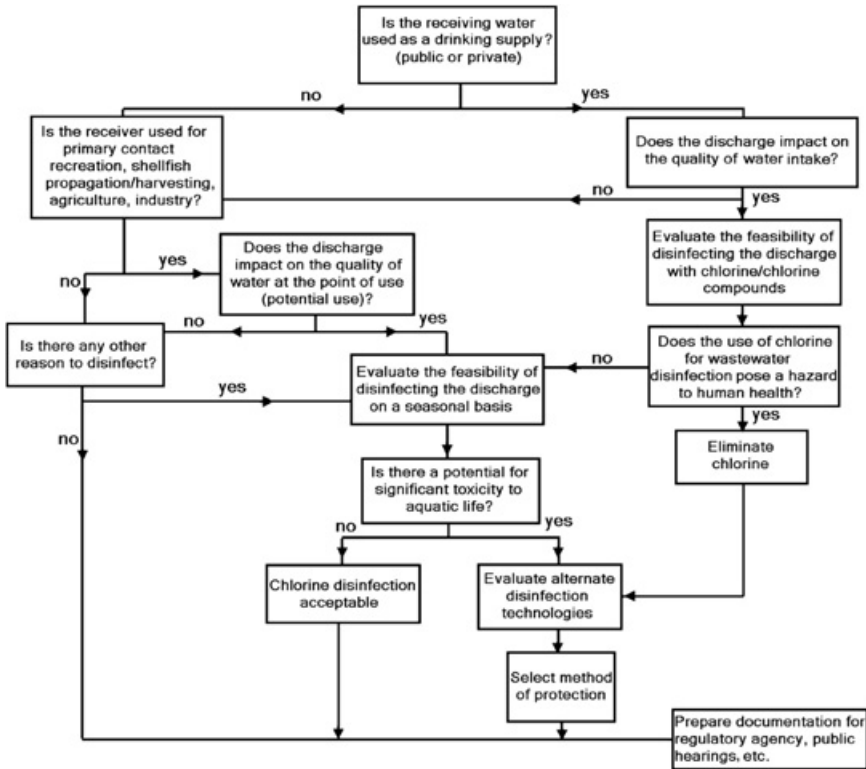 Is the receiving water
used as a drinking supply?
(public or private)
no
yes
Is the receiver used for
primary contact
recreation, shellfish
propagation/harvesting,
agriculture, industry?
Does the discharge impact on
the quality of water intake?
no
yes
Evaluate the feasibility of
disinfecting the discharge
with chlorine/chlorine
compounds
yes
Does the discharge
impact on the quality of
water at the point of use
(potential use)?
no
no
yes
Is there any other
reason to disinfect?
Does the use of chlorine
for wastewater
disinfection pose a hazard
to human health?
no
Evaluate the feasibility of
disinfecting the discharge
on a seasonal basis
yes
yes
no
Eliminate
chlorine
Is there a potential for
significant toxicity to
aquatic life?
no
yes
Chlorine disinfection
acceptable
Evaluate alternate
disinfection
technologies
Select method
of protection
Prepare documentation for
regulatory agency, public
hearings, etc.